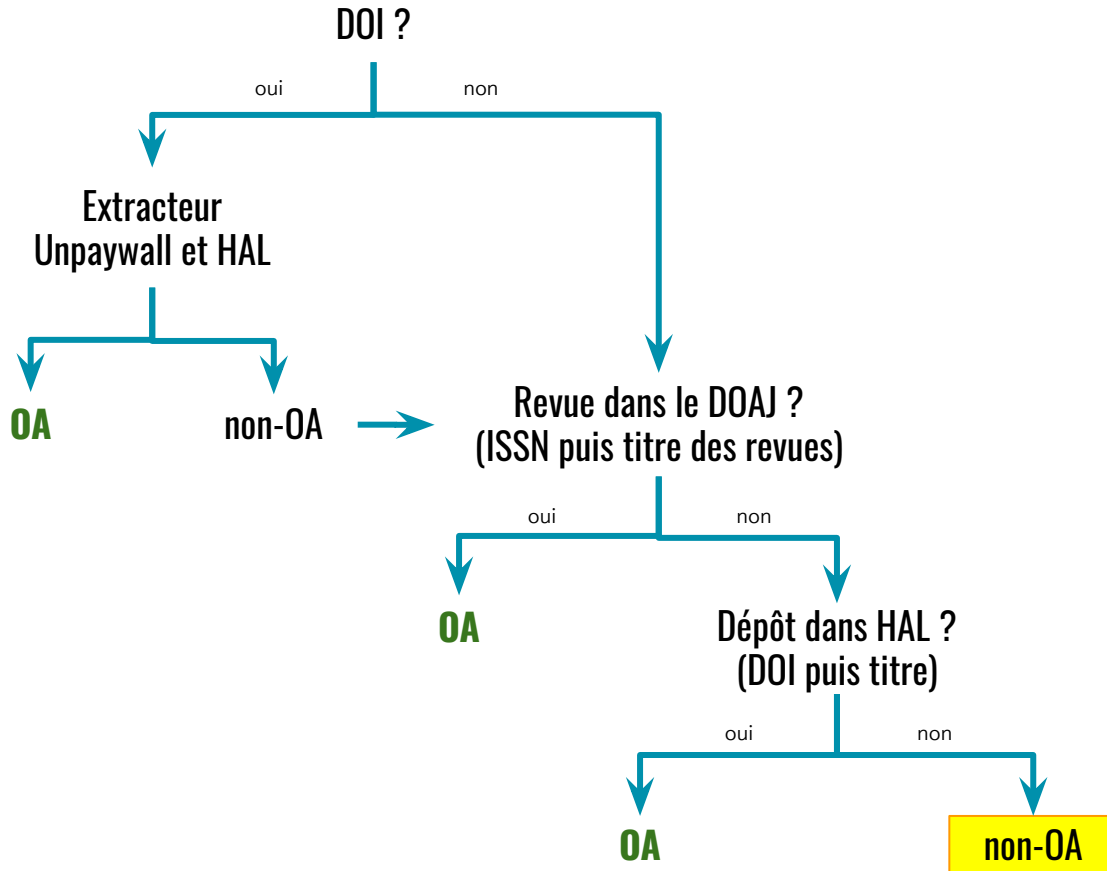 DOI ?
oui
non
Extracteur
Unpaywall et HAL
OA
non-OA
Revue dans le DOAJ ?
(ISSN puis titre des revues)
oui
non
OA
Dépôt dans HAL ?
(DOI puis titre)
oui
non
OA
non-OA